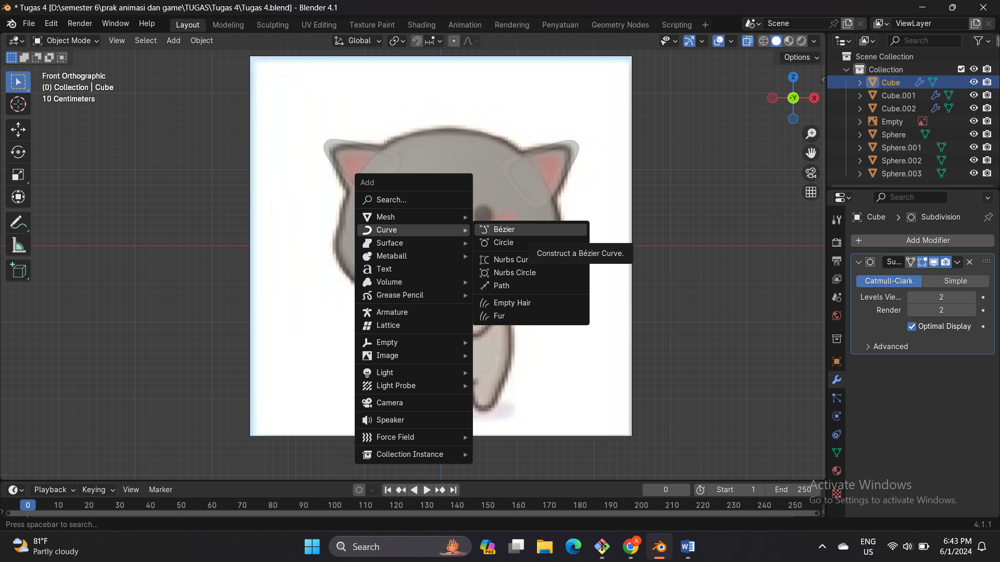 * Tugas 4 [D:\semester 6\prak animasi dan game\TUGAS\Tugas 4\Tugas 4.blend] - Blender 4.1
File Edit Render Window Help
Layout Modeling Sculpting UV Editing Texture Paint Shading Animation Rendering Penyatuan Geometry Nodes Scripting +
Scene
ViewLayer
Object Mode View Select Add Object
Global
Search
Options
Front Orthographic
(0) Collection | Cube
10 Centimeters
Z
-Y
X
Scene Collection
Collection
Cube
Cube.001
Cube.002
Empty
Sphere
Sphere.001
Sphere.002
Sphere.003
Add
Search...
Mesh
Curve
Surface
Metaball
Text
Volume
Grease Pencil
Armature
Lattice
Empty
Image
Light
Light Probe
Camera
Speaker
Force Field
Collection Instance
Bézier
Circle
Nurbs Cur
Nurbs Circle
Path
Empty Hair
Fur
Construct a Bézier Curve.
Search
Cube > Subdivision
+ Add Modifier
Su...
Catmull-Clark Simple
Levels Vie... 2
Render 2
Optimal Display
Advanced
Playback Keying View Marker
0 Start 1 End 250
0 10 20 30 40 50 60 70 80 90 100 110 120 130 140 150 160 170 180 190 200 210 220 230 240 250
Activate Windows
Go to Settings to activate Windows.
Press spacebar to search...
4.1.1
81°F
Partly cloudy
Search
PRE
A
ENG
US
6:43 PM
6/1/2024